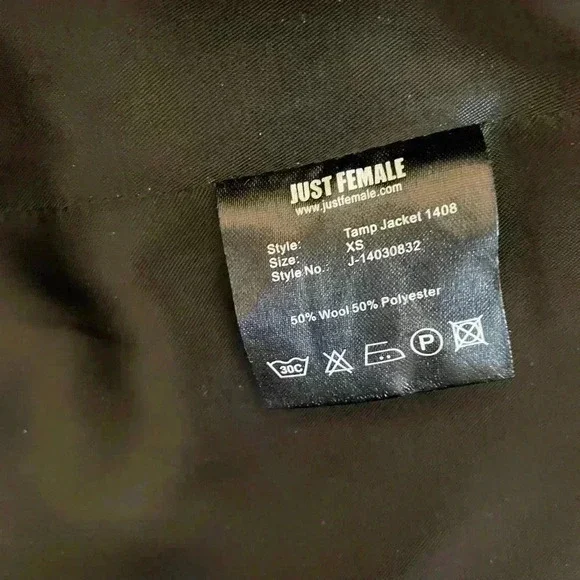 JUST FEMALE
www.justfemale.com
Style: Tamp Jacket 1408
Size: XS
Style No.: J-14030832
50% Wool 50% Polyester
30C P